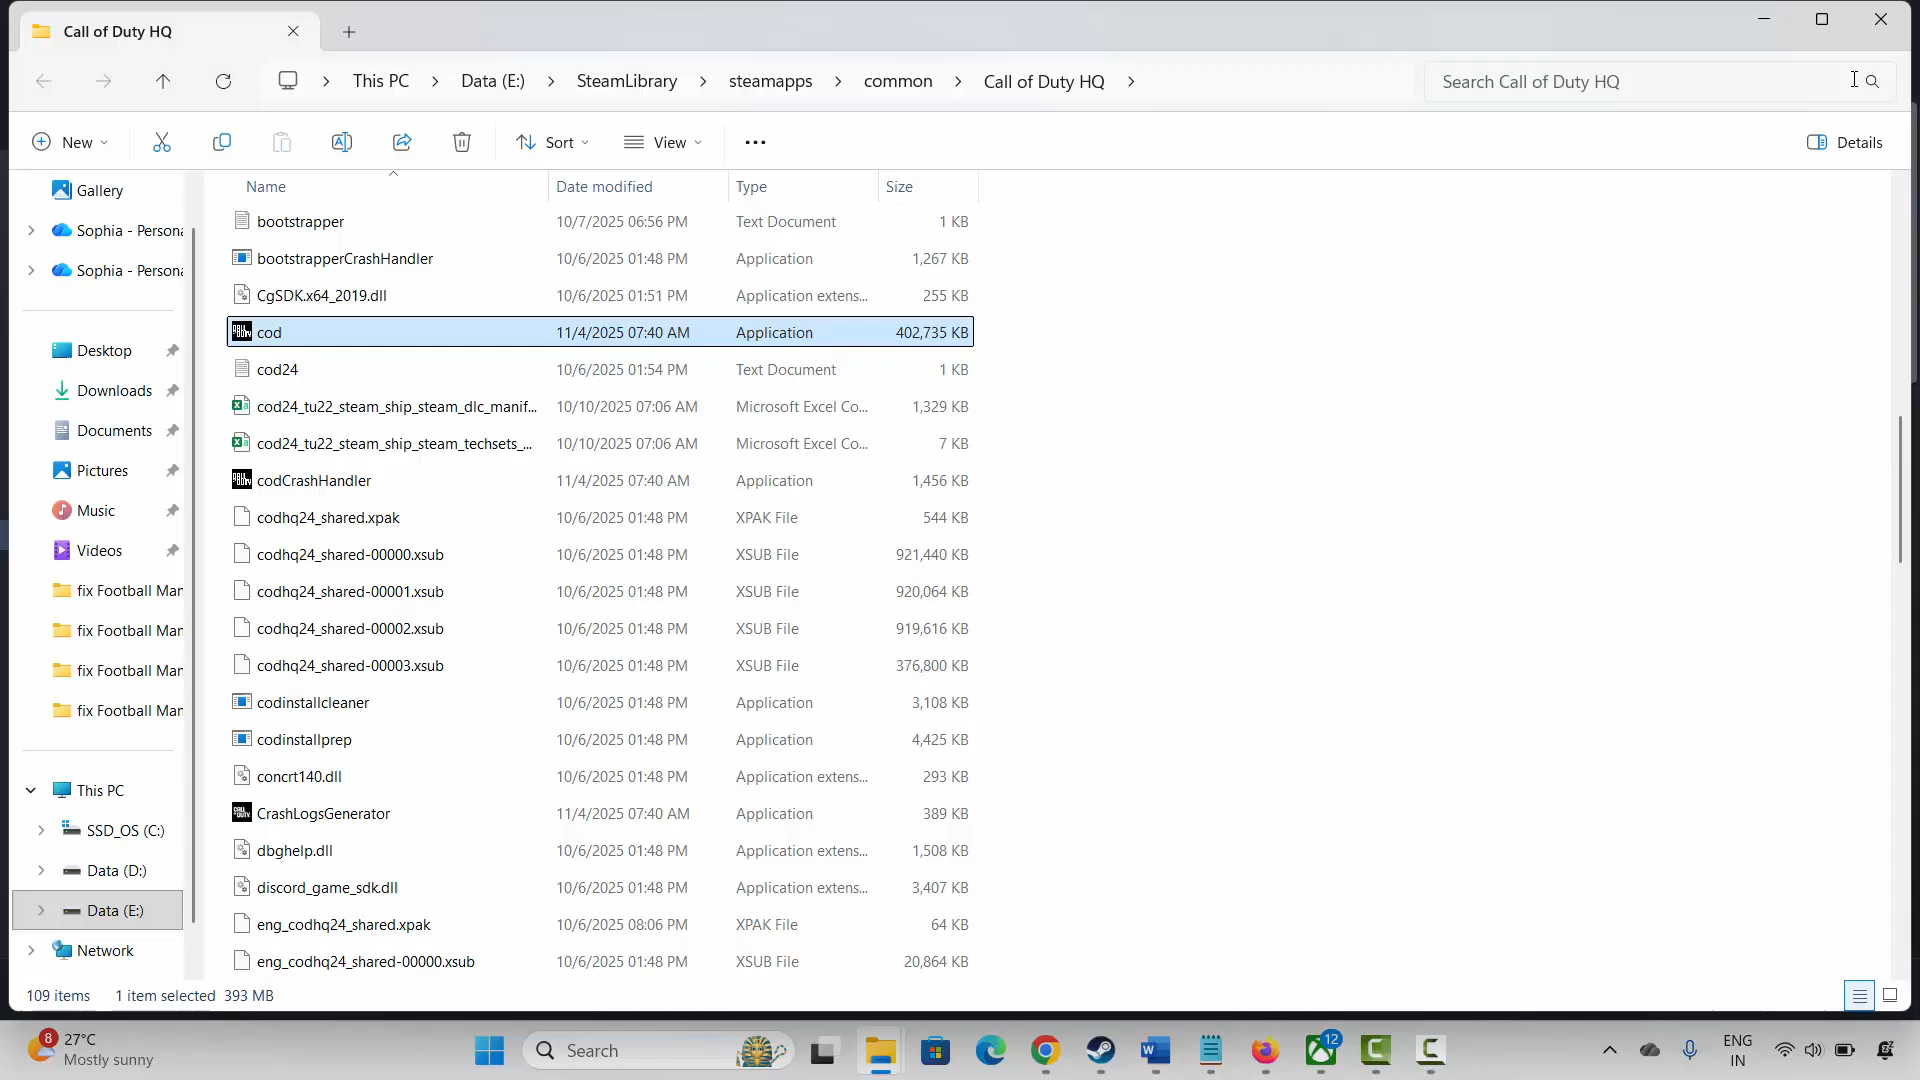 Call of Duty HQ
This PC > Data (E:) > SteamLibrary > steamapps > common > Call of Duty HQ >
Search Call of Duty HQ
New
Sort
View
Details
Gallery
Sophia - Persona
Sophia - Persona
Desktop
Downloads
Documents
Pictures
Music
Videos
fix Football Man
fix Football Man
fix Football Man
fix Football Man
This PC
SSD_OS (C:)
Data (D:)
Data (E:)
Network
Name Date modified Type Size
bootstrapper 10/7/2025 06:56 PM Text Document 1 KB
bootstrapperCrashHandler 10/6/2025 01:48 PM Application 1,267 KB
CgSDK.x64_2019.dll 10/6/2025 01:51 PM Application extens... 255 KB
cod 11/4/2025 07:40 AM Application 402,735 KB
cod24 10/6/2025 01:54 PM Text Document 1 KB
cod24_tu22_steam_ship_steam_dlc_manif... 10/10/2025 07:06 AM Microsoft Excel Co... 1,329 KB
cod24_tu22_steam_ship_steam_techsets_... 10/10/2025 07:06 AM Microsoft Excel Co... 7 KB
codCrashHandler 11/4/2025 07:40 AM Application 1,456 KB
codhq24_shared.xpak 10/6/2025 01:48 PM XPAK File 544 KB
codhq24_shared-00000.xsub 10/6/2025 01:48 PM XSUB File 921,440 KB
codhq24_shared-00001.xsub 10/6/2025 01:48 PM XSUB File 920,064 KB
codhq24_shared-00002.xsub 10/6/2025 01:48 PM XSUB File 919,616 KB
codhq24_shared-00003.xsub 10/6/2025 01:48 PM XSUB File 376,800 KB
codinstallcleaner 10/6/2025 01:48 PM Application 3,108 KB
codinstallprep 10/6/2025 01:48 PM Application 4,425 KB
concrt140.dll 10/6/2025 01:48 PM Application extens... 293 KB
CrashLogsGenerator 11/4/2025 07:40 AM Application 389 KB
dbghelp.dll 10/6/2025 01:48 PM Application extens... 1,508 KB
discord_game_sdk.dll 10/6/2025 01:48 PM Application extens... 3,407 KB
eng_codhq24_shared.xpak 10/6/2025 08:06 PM XPAK File 64 KB
eng_codhq24_shared-00000.xsub 10/6/2025 01:48 PM XSUB File 20,864 KB
109 items 1 item selected 393 MB
8
27°C
Mostly sunny
Search
12
ENG
IN